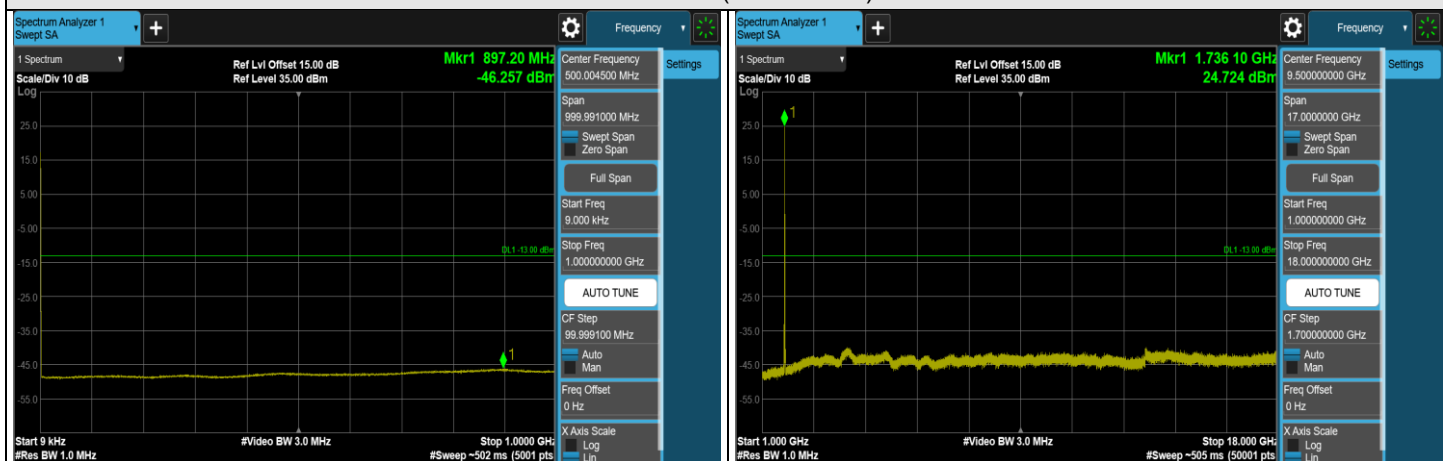 Spectrum Analyzer 1
Swept SA
+
Frequency
1 Spectrum
Scale/Div 10 dB
Log
Ref Lvl Offset 15.00 dB
Ref Level 35.00 dBm
Mkr1 897.20 MHz
-46.257 dBm
1
25.0
15.0
5.00
-5.00
-15.0
-25.0
-35.0
-45.0
-55.0
DL1 -13.00 dBm
Start 9 kHz
#Res BW 1.0 MHz
#Video BW 3.0 MHz
Stop 1.0000 GHz
#Sweep ~502 ms (5001 pts
Center Frequency
500.004500 MHz
Span
999.991000 MHz
Swept Span
Zero Span
Full Span
Start Freq
9.000 kHz
Stop Freq
1.000000000 GHz
AUTO TUNE
CF Step
99.999100 MHz
Auto
Man
Freq Offset
0 Hz
X Axis Scale
Log
Lin
Settings
Spectrum Analyzer 1
Swept SA
+
Frequency
1 Spectrum
Scale/Div 10 dB
Log
Ref Lvl Offset 15.00 dB
Ref Level 35.00 dBm
Mkr1 1.736 10 GHz
24.724 dBm
1
25.0
15.0
5.00
-5.00
-15.0
-25.0
-35.0
-45.0
-55.0
DL1 -13.00 dBm
Start 1.000 GHz
#Res BW 1.0 MHz
#Video BW 3.0 MHz
Stop 18.000 GHz
#Sweep ~505 ms (50001 pts
Center Frequency
9.500000000 GHz
Span
17.0000000 GHz
Swept Span
Zero Span
Full Span
Start Freq
1.000000000 GHz
Stop Freq
18.000000000 GHz
AUTO TUNE
CF Step
1.700000000 GHz
Auto
Man
Freq Offset
0 Hz
X Axis Scale
Log
Lin
Settings